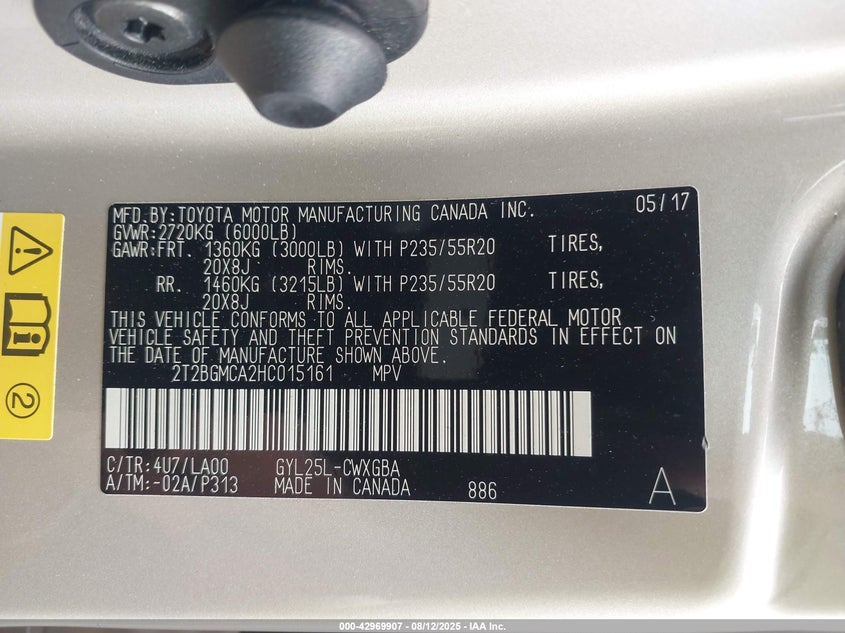 MFD.BY:TOYOTA MOTOR MANUFACTURING CANADA INC. 05/17
GVWR:2720KG (6000LB)
GAWR:FRT. 1360KG (3000LB) WITH P235/55R20 TIRES,
20X8J RIMS.
RR. 1460KG (3215LB) WITH P235/55R20 TIRES,
20X8J RIMS.
THIS VEHICLE CONFORMS TO ALL APPLICABLE FEDERAL MOTOR
VEHICLE SAFETY AND THEFT PREVENTION STANDARDS IN EFFECT ON
THE DATE OF MANUFACTURE SHOWN ABOVE.
2T2BGMCA2HC015161 MPV
C/TR:4U7/LA00 GYL25L-CWXGBA
A/TM:-02A/P313 MADE IN CANADA 886 A
2
000-42969907 - 08/12/2025 - IAA Inc.